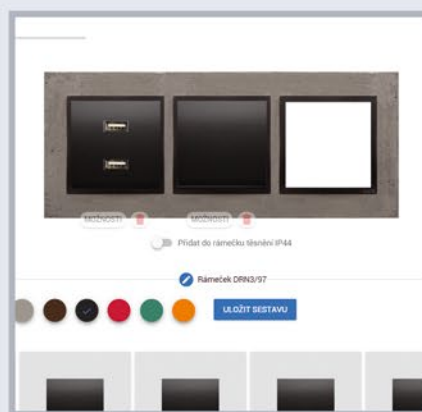 MOŽNOSTI MOŽNOSTI
Přidat do rámečku těsnění IP44
Rámeček DRN3/97
ULOŽIT SESTAVU